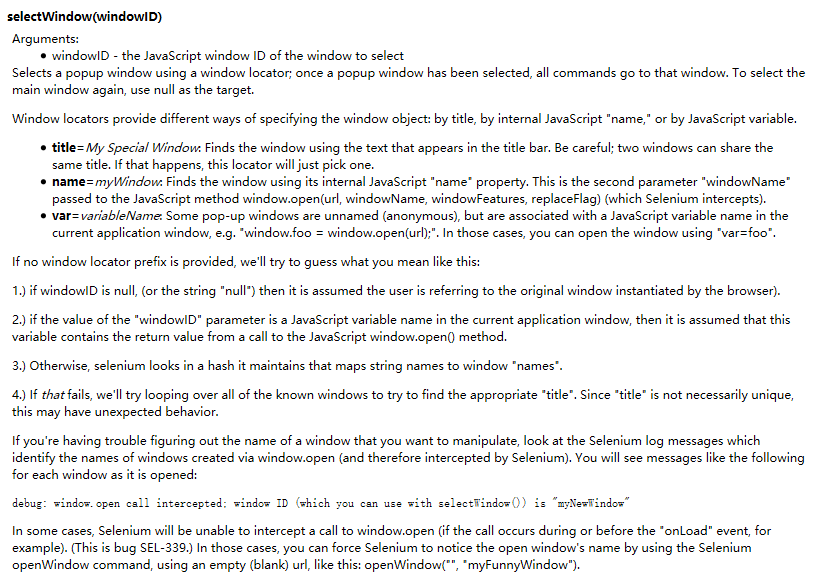 selectWindow(windowID)
Arguments:
• windowID - the JavaScript window ID of the window to select
Selects a popup window using a window locator; once a popup window has been selected, all commands go to that window. To select the
main window again, use null as the target.
Window locators provide different ways of specifying the window object: by title, by internal JavaScript "name," or by JavaScript variable.
• title=My Special Window: Finds the window using the text that appears in the title bar. Be careful; two windows can share the
same title. If that happens, this locator will just pick one.
• name=myWindow: Finds the window using its internal JavaScript "name" property. This is the second parameter "windowName"
passed to the JavaScript method window.open(url, windowName, windowFeatures, replaceFlag) (which Selenium intercepts).
• var=variableName: Some pop-up windows are unnamed (anonymous), but are associated with a JavaScript variable name in the
current application window, e.g. "window.foo = window.open(url);". In those cases, you can open the window using "var=foo".
If no window locator prefix is provided, we'll try to guess what you mean like this:
1.) if windowID is null, (or the string "null") then it is assumed the user is referring to the original window instantiated by the browser).
2.) if the value of the "windowID" parameter is a JavaScript variable name in the current application window, then it is assumed that this
variable contains the return value from a call to the JavaScript window.open() method.
3.) Otherwise, selenium looks in a hash it maintains that maps string names to window "names".
4.) If that fails, we'll try looping over all of the known windows to try to find the appropriate "title". Since "title" is not necessarily unique,
this may have unexpected behavior.
If you're having trouble figuring out the name of a window that you want to manipulate, look at the Selenium log messages which
identify the names of windows created via window.open (and therefore intercepted by Selenium). You will see messages like the following
for each window as it is opened:
debug: window.open call intercepted; window ID (which you can use with selectWindow()) is "myNewWindow"
In some cases, Selenium will be unable to intercept a call to window.open (if the call occurs during or before the "onLoad" event, for
example). (This is bug SEL-339.) In those cases, you can force Selenium to notice the open window's name by using the Selenium
openWindow command, using an empty (blank) url, like this: openWindow("", "myFunnyWindow").